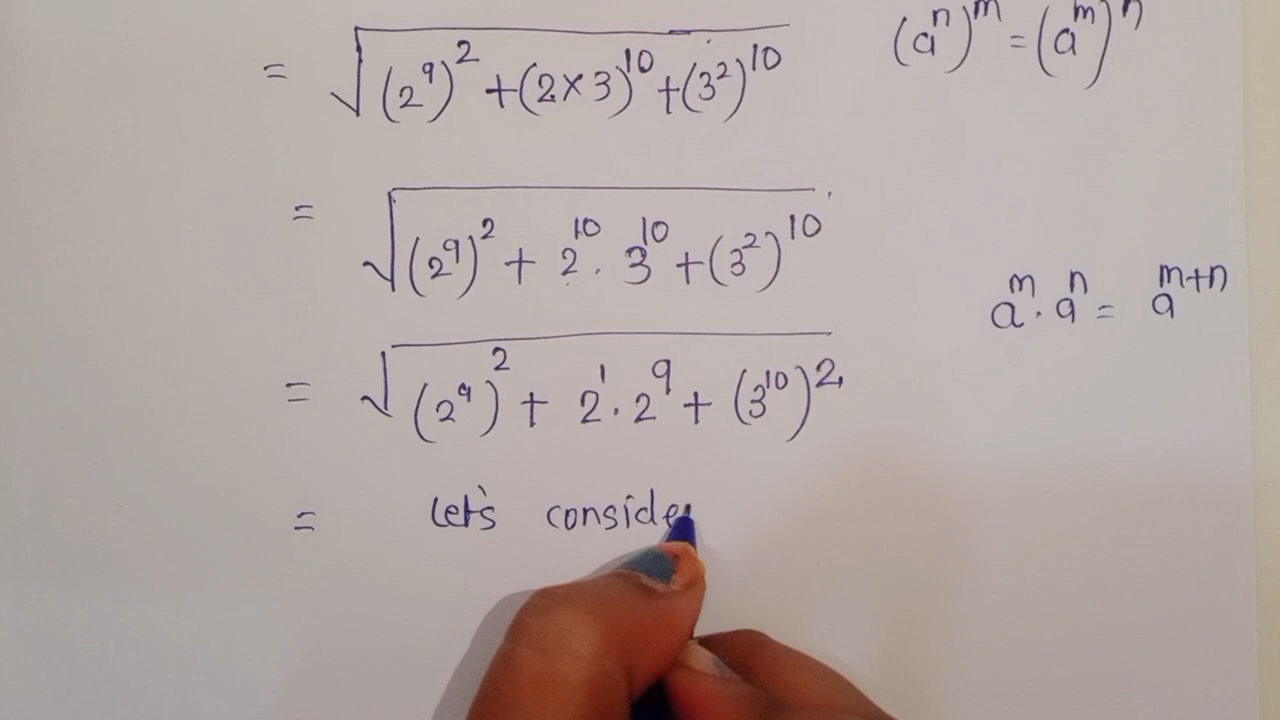 = √((2⁹)² + (2×3)¹⁰ + (3²)¹⁰)
(aⁿ)ᵐ = (aᵐ)ⁿ
= √((2⁹)² + 2¹⁰ · 3¹⁰ + (3²)¹⁰)
aᵐ · aⁿ = aᵐ⁺ⁿ
= √((2⁹)² + 2¹ · 2⁹ + (3¹⁰)²)
= Let's conside